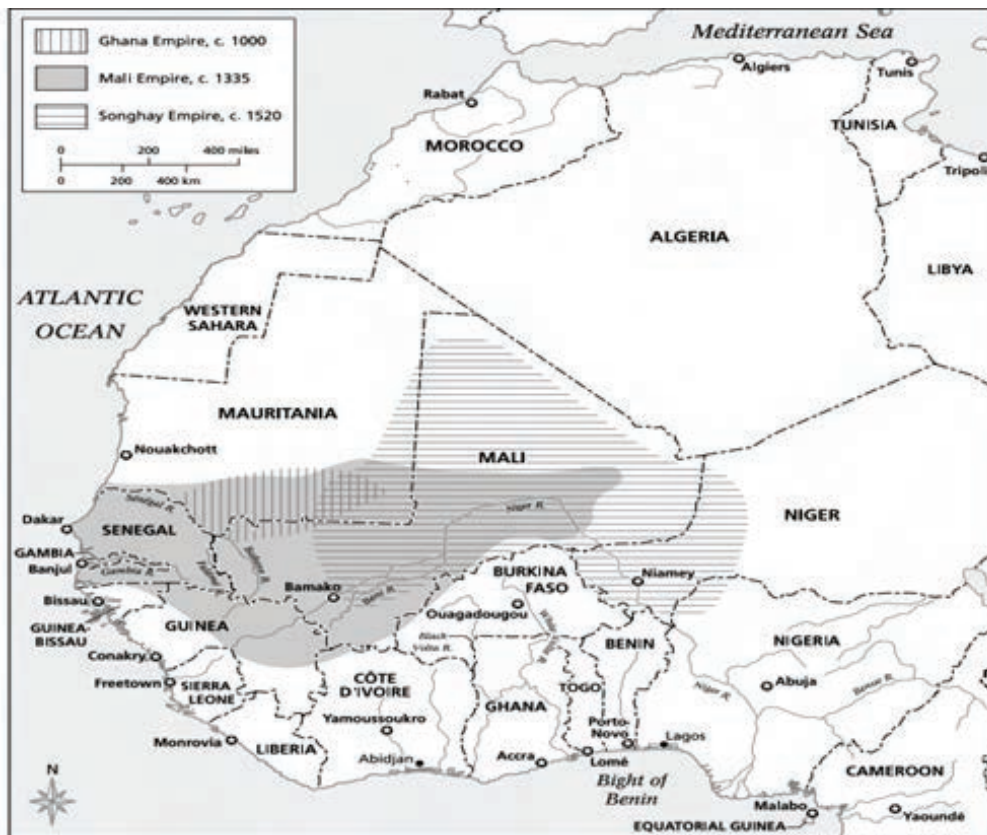 Ghana Empire, c. 1000
Mali Empire, c. 1335
Songhay Empire, c. 1520
0 200 400 miles
0 200 400 km
Mediterranean Sea
Algiers
Tunis
Rabat
TUNISIA
MOROCCO
Tripoli
ALGERIA
LIBYA
ATLANTIC
OCEAN
WESTERN
SAHARA
MAURITANIA
Nouakchott
MALI
Senegal R.
Dakar
SENEGAL
Niger R.
NIGER
GAMBIA
Banjul
Gambia R.
Bamako
Bani R.
BURKINA
FASO
Niamey
Bissau
Ouagadougou
GUINEA-
BISSAU
GUINEA
Black
Volta R.
BENIN
NIGERIA
Conakry
CÔTE
D'IVOIRE
Freetown
SIERRA
LEONE
GHANA
TOGO
Niger R.
Abuja
Benue R.
Yamoussoukro
Porto-
Novo
Lagos
Monrovia
LIBERIA
Abidjan
Accra
Lomé
CAMEROON
N
Bight of
Benin
Malabo
Yaoundé
EQUATORIAL GUINEA